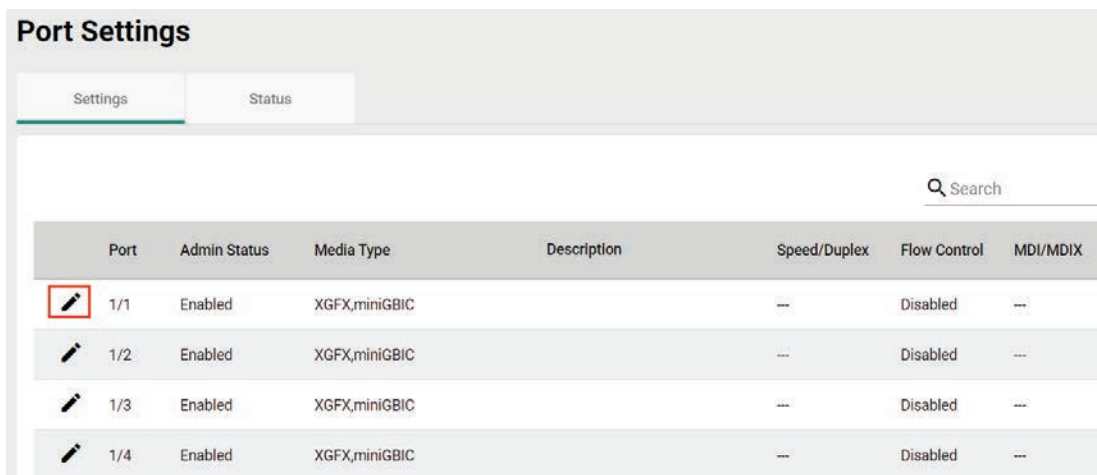 Port Settings
Settings Status
Search
Port Admin Status Media Type Description Speed/Duplex Flow Control MDI/MDIX
1/1 Enabled XGFX,miniGBIC --- Disabled ---
1/2 Enabled XGFX,miniGBIC --- Disabled ---
1/3 Enabled XGFX,miniGBIC --- Disabled ---
1/4 Enabled XGFX,miniGBIC --- Disabled ---